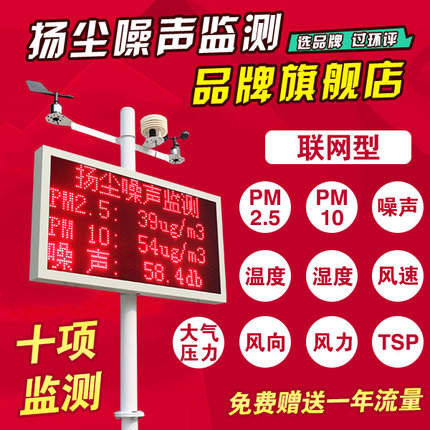 扬尘噪声监测
选品牌 过环评
品牌旗舰店
联网型
扬尘噪声监测
PM2.5: 39ug/m3
PM 10: 54ug/m3
噪 声: 58.4db
PM
2.5
PM
10
噪声
温度
湿度
风速
大气
压力
风向
风力
TSP
十项
监测
免费赠送一年流量